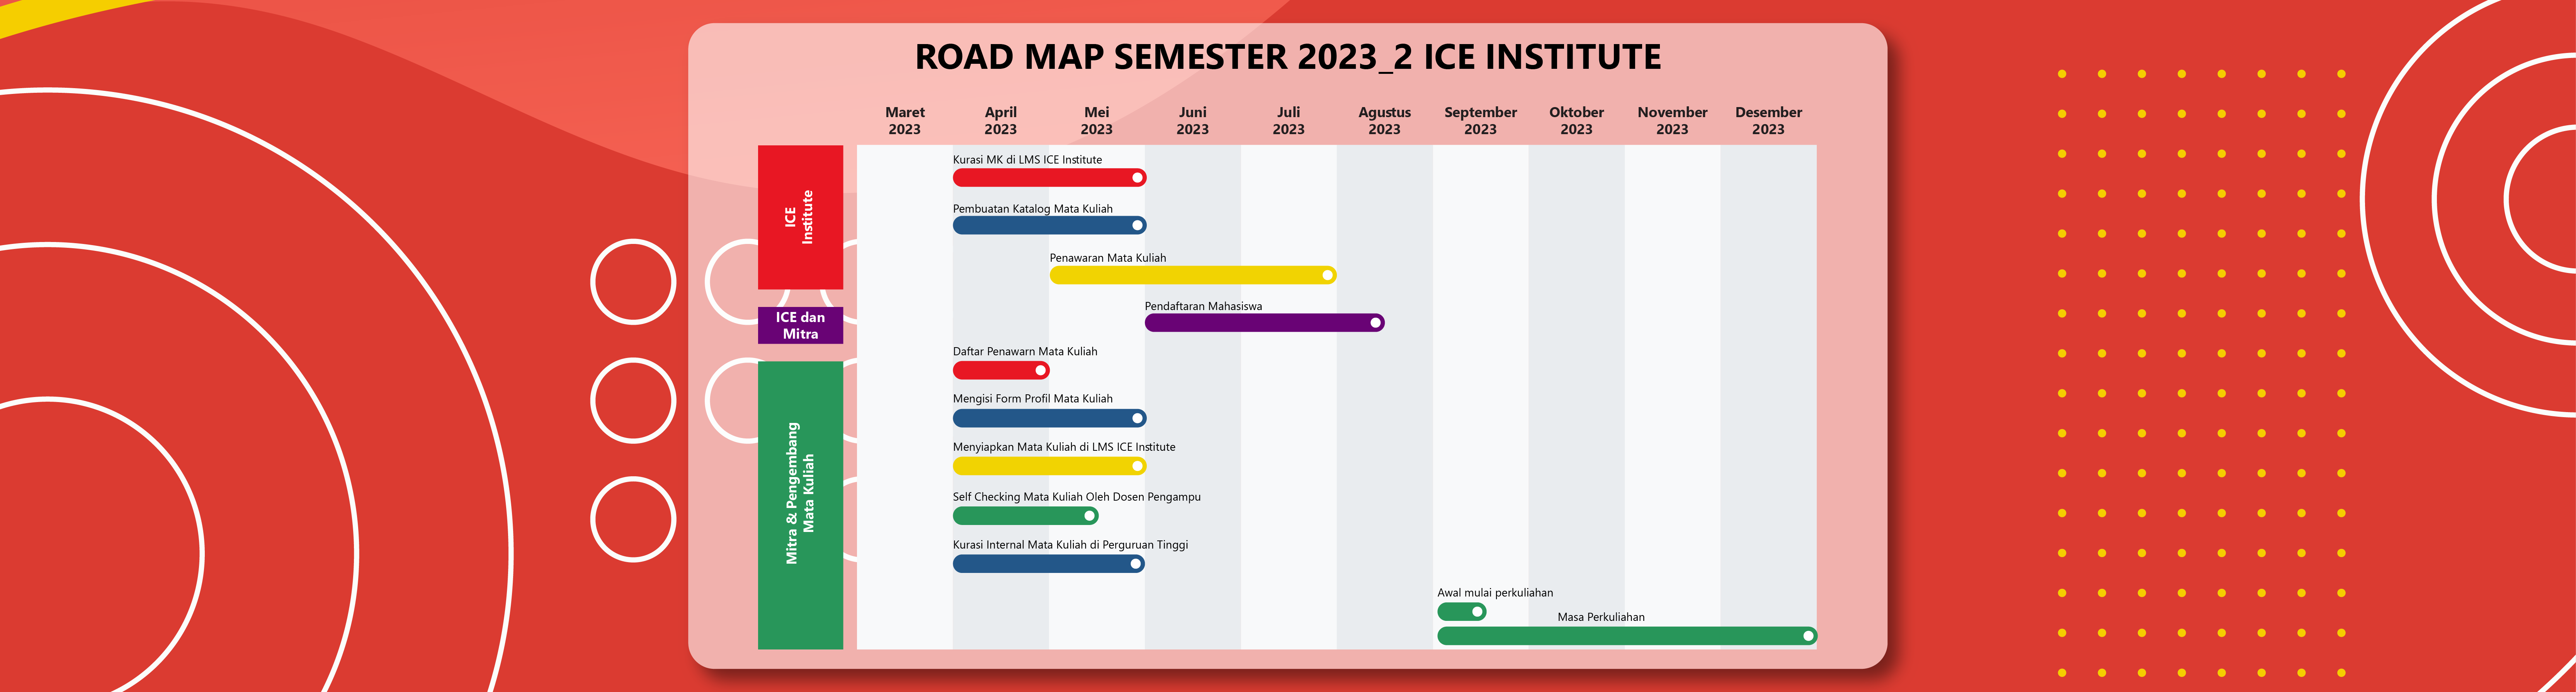 ROAD MAP SEMESTER 2023_2 ICE INSTITUTE
Maret
2023
April
2023
Mei
2023
Juni
2023
Juli
2023
Agustus
2023
September
2023
Oktober
2023
November
2023
Desember
2023
ICE
Institute
Kurasi MK di LMS ICE Institute
Pembuatan Katalog Mata Kuliah
Penawaran Mata Kuliah
ICE dan
Mitra
Pendaftaran Mahasiswa
Mitra & Pengembang
Mata Kuliah
Daftar Penawarn Mata Kuliah
Mengisi Form Profil Mata Kuliah
Menyiapkan Mata Kuliah di LMS ICE Institute
Self Checking Mata Kuliah Oleh Dosen Pengampu
Kurasi Internal Mata Kuliah di Perguruan Tinggi
Awal mulai perkuliahan
Masa Perkuliahan